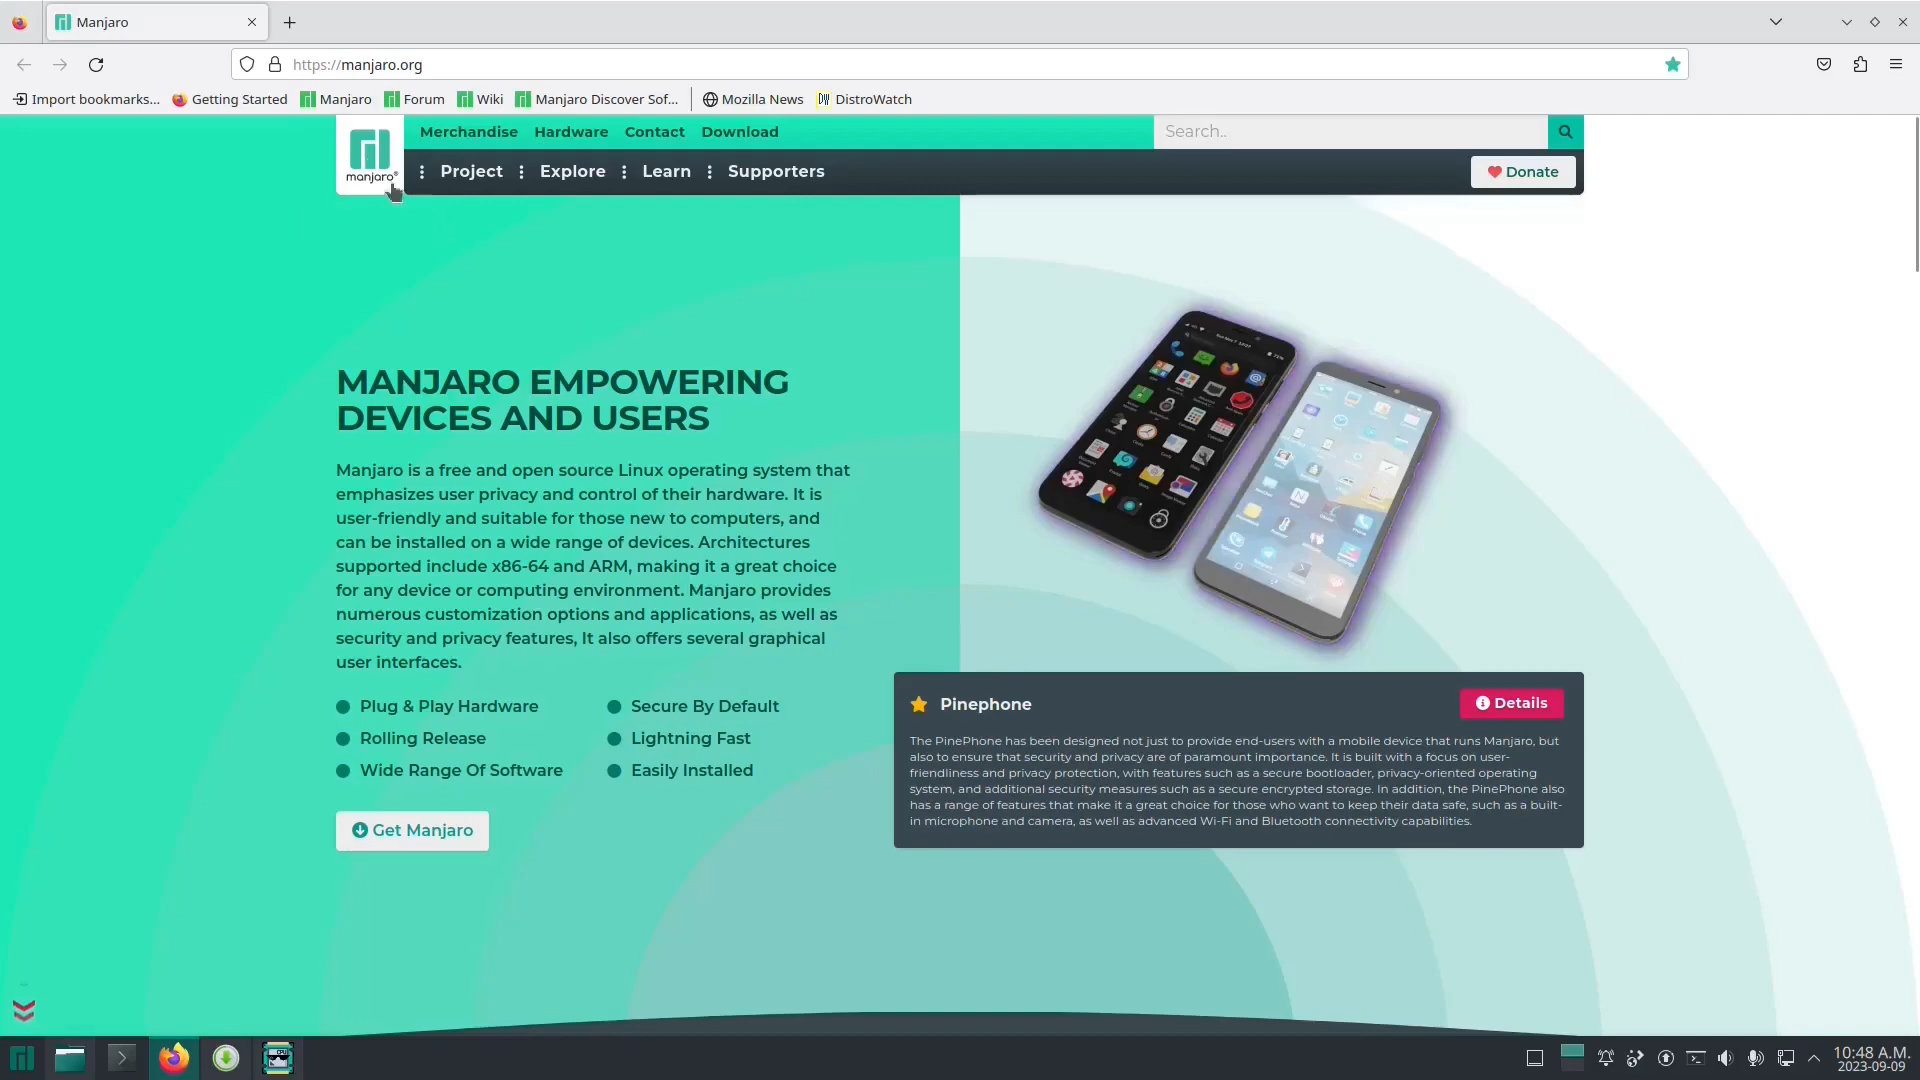 Manjaro
https://manjaro.org
Import bookmarks... Getting Started Manjaro Forum Wiki Manjaro Discover Sof... Mozilla News DistroWatch
Merchandise Hardware Contact Download Search..
manjaro®
Project Explore Learn Supporters Donate
MANJARO EMPOWERING
DEVICES AND USERS
Manjaro is a free and open source Linux operating system that
emphasizes user privacy and control of their hardware. It is
user-friendly and suitable for those new to computers, and
can be installed on a wide range of devices. Architectures
supported include x86-64 and ARM, making it a great choice
for any device or computing environment. Manjaro provides
numerous customization options and applications, as well as
security and privacy features, It also offers several graphical
user interfaces.
Plug & Play Hardware
Secure By Default
Rolling Release
Lightning Fast
Wide Range Of Software
Easily Installed
Get Manjaro
Pinephone
Details
The PinePhone has been designed not just to provide end-users with a mobile device that runs Manjaro, but
also to ensure that security and privacy are of paramount importance. It is built with a focus on user-
friendliness and privacy protection, with features such as a secure bootloader, privacy-oriented operating
system, and additional security measures such as a secure encrypted storage. In addition, the PinePhone also
has a range of features that make it a great choice for those who want to keep their data safe, such as a built-
in microphone and camera, as well as advanced Wi-Fi and Bluetooth connectivity capabilities.
CPU
10:48 A.M.
2023-09-09